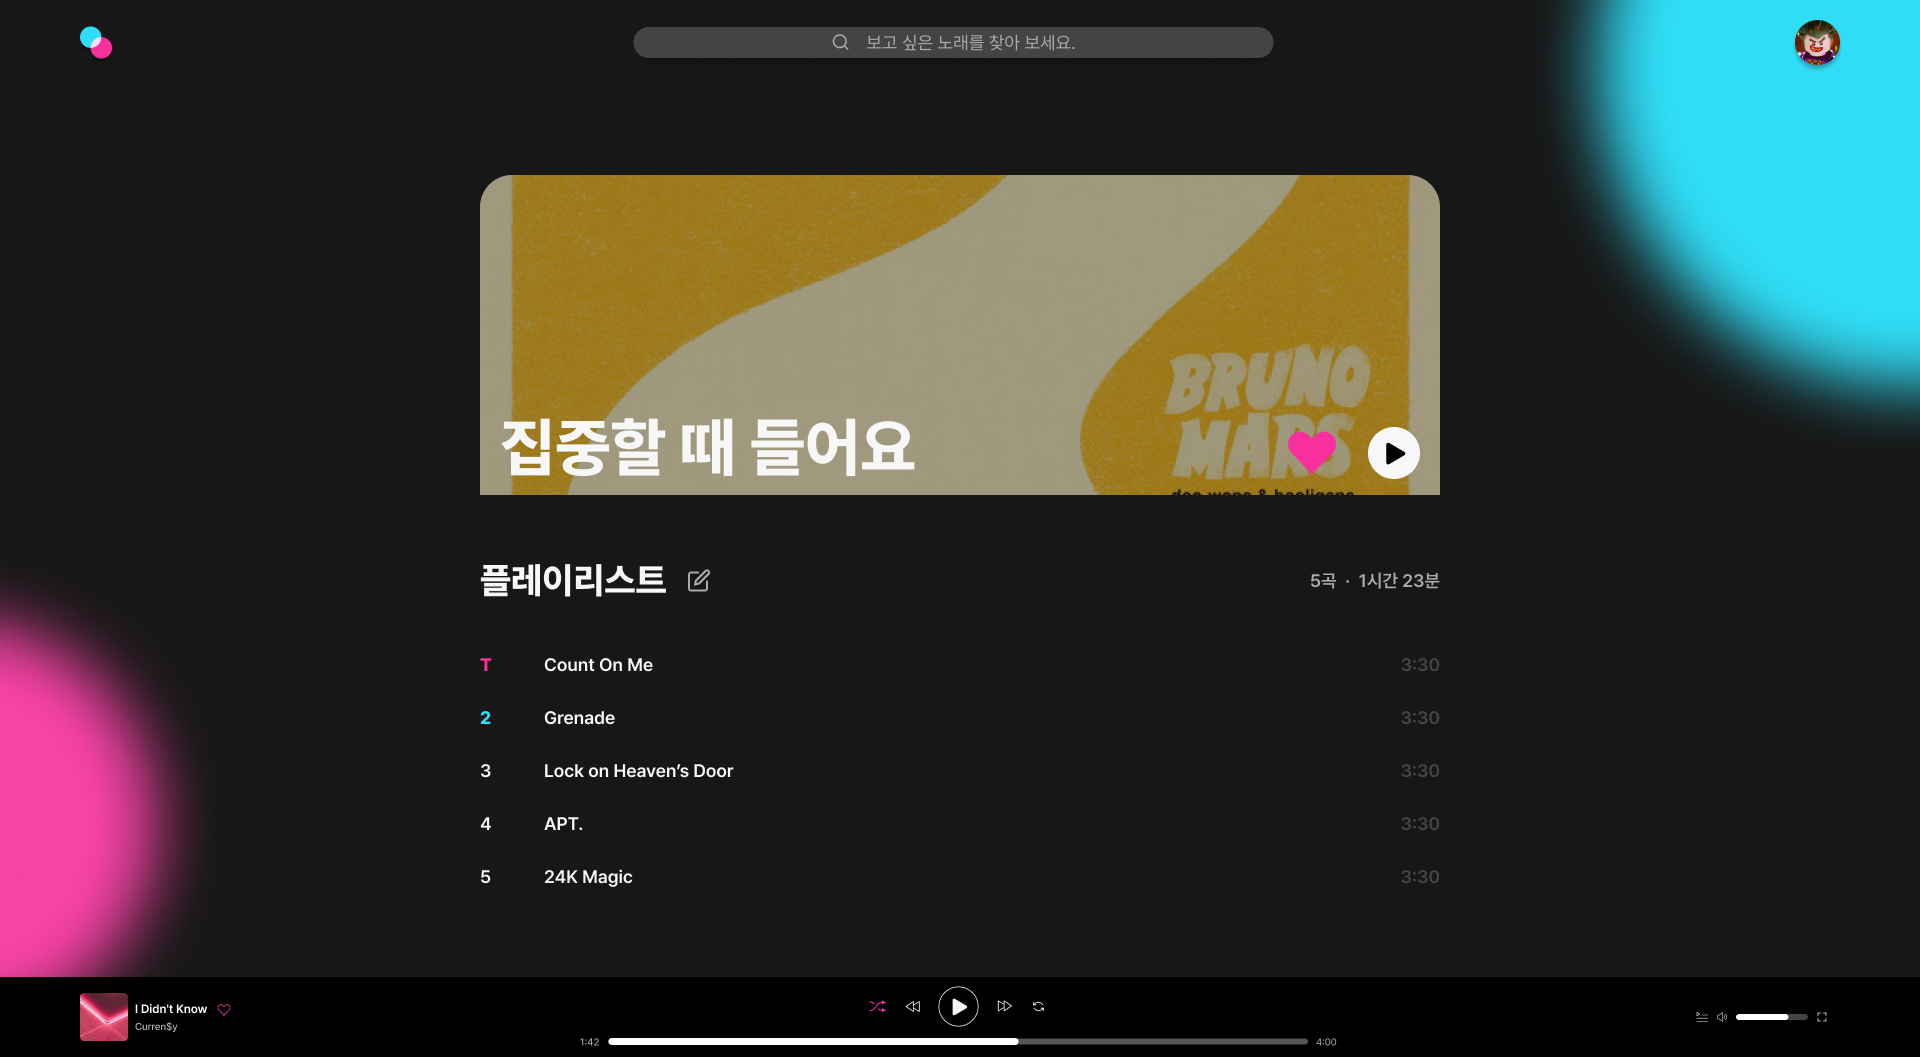 보고 싶은 노래를 찾아 보세요.
BRUNO
MARS
doo-wops & hooligans
집중할 때 들어요
플레이리스트
5곡 · 1시간 23분
T Count On Me 3:30
2 Grenade 3:30
3 Lock on Heaven’s Door 3:30
4 APT. 3:30
5 24K Magic 3:30
I Didn't Know
Curren$y
1:42
4:00